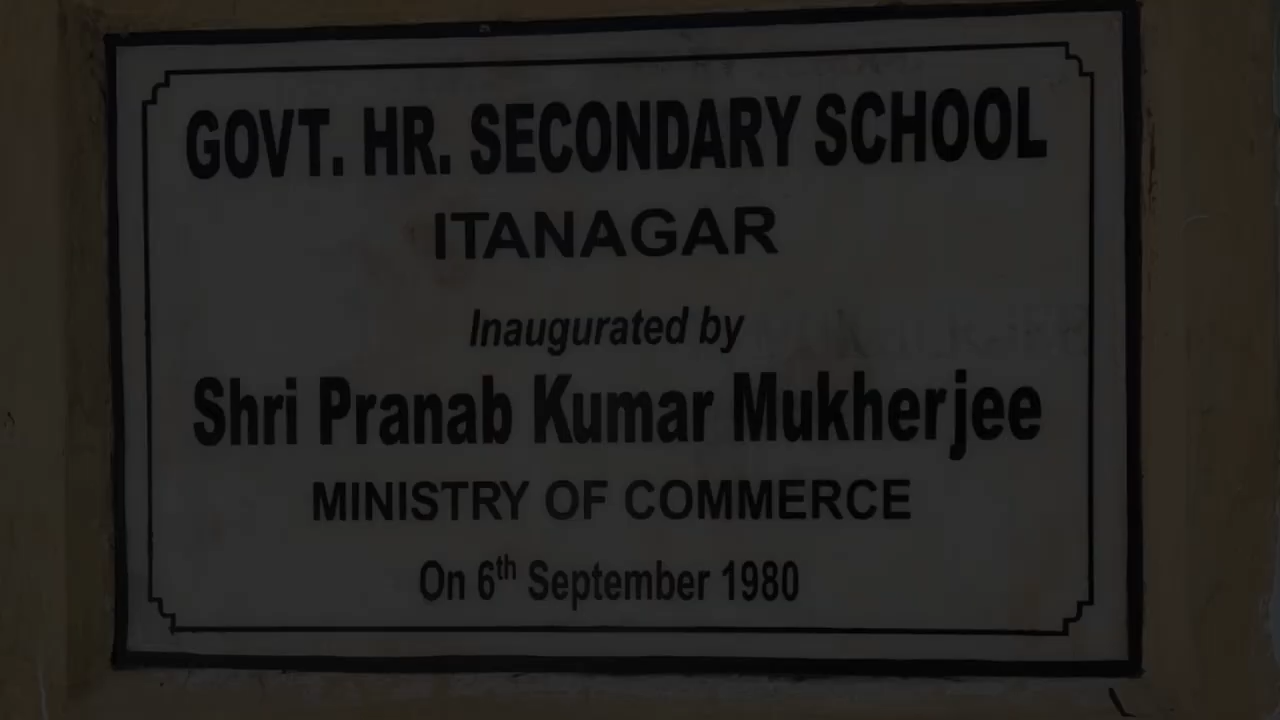 GOVT. HR. SECONDARY SCHOOL
ITANAGAR
Inaugurated by
Shri Pranab Kumar Mukherjee
MINISTRY OF COMMERCE
On 6th September 1980